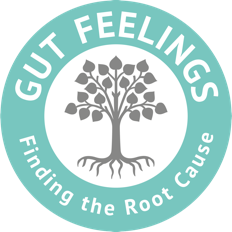 GUT FEELINGS
Finding the Root Cause